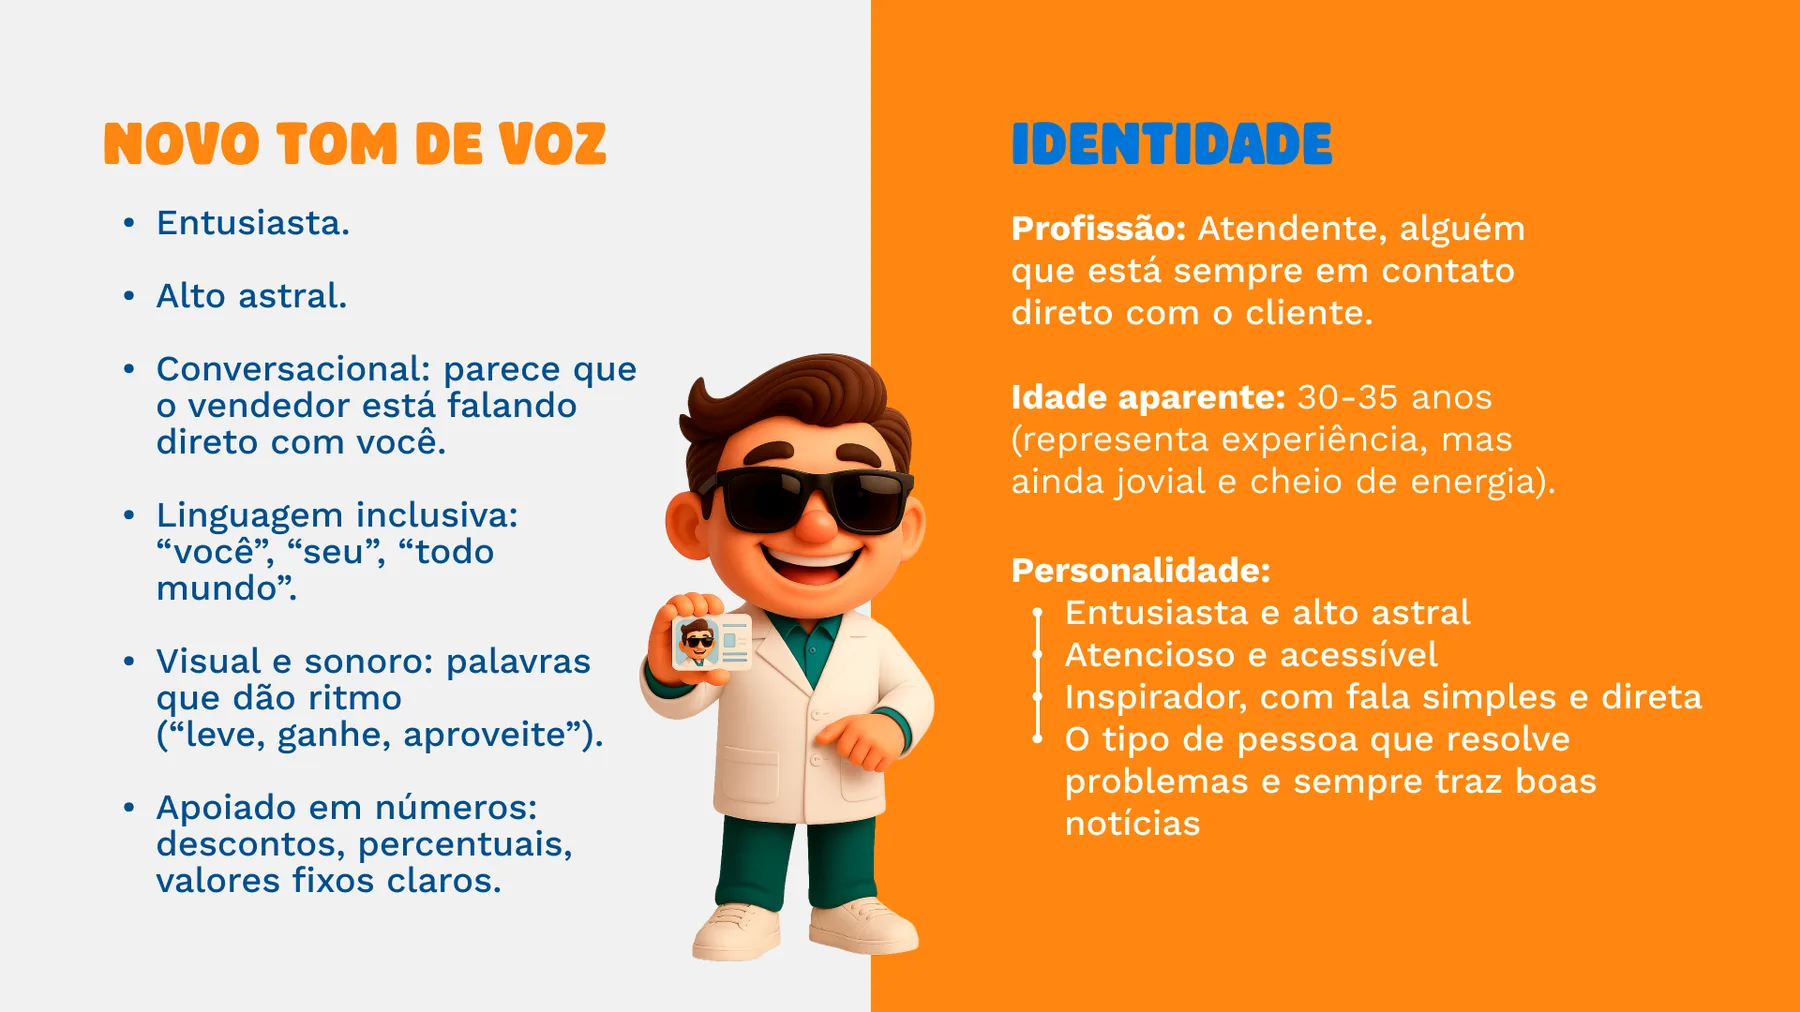 NOVO TOM DE VOZ
• Entusiasta.
• Alto astral.
• Conversacional: parece que
o vendedor está falando
direto com você.
• Linguagem inclusiva:
“você”, “seu”, “todo
mundo”.
• Visual e sonoro: palavras
que dão ritmo
(“leve, ganhe, aproveite”).
• Apoiado em números:
descontos, percentuais,
valores fixos claros.
IDENTIDADE
Profissão: Atendente, alguém
que está sempre em contato
direto com o cliente.
Idade aparente: 30-35 anos
(representa experiência, mas
ainda jovial e cheio de energia).
Personalidade:
Entusiasta e alto astral
Atencioso e acessível
Inspirador, com fala simples e direta
O tipo de pessoa que resolve
problemas e sempre traz boas
notícias